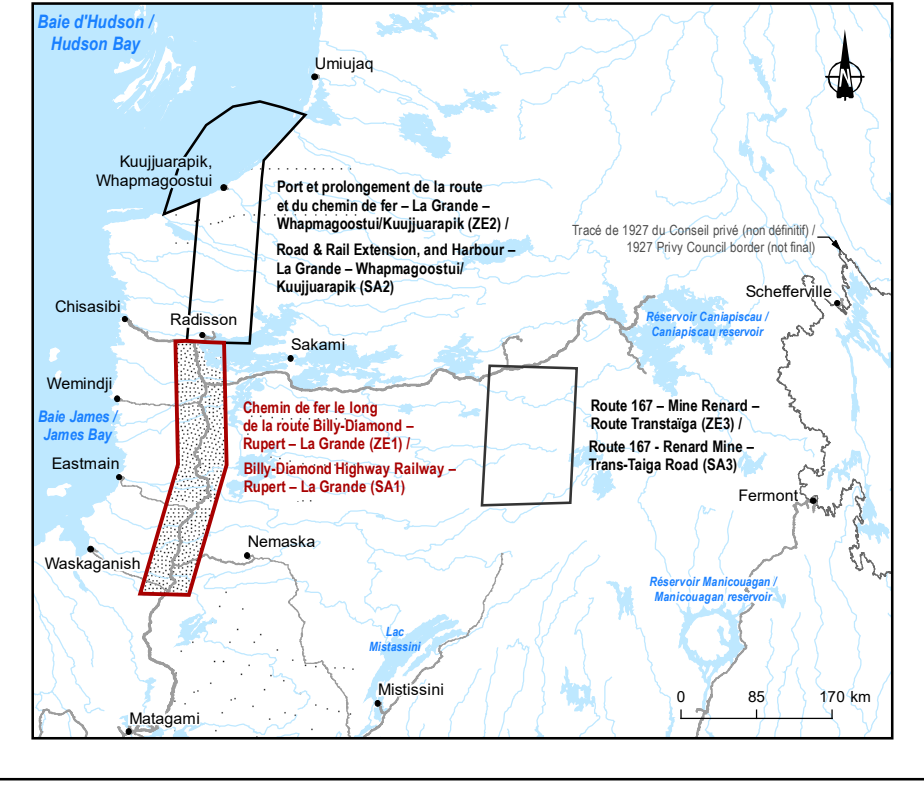 Baie d'Hudson /
Hudson Bay
Umiujaq
N
Kuujjuarapik,
Whapmagoostui
Port et prolongement de la route
et du chemin de fer – La Grande –
Whapmagoostui/Kuujjuarapik (ZE2) /
Road & Rail Extension, and Harbour –
La Grande – Whapmagoostui/
Kuujjuarapik (SA2)
Tracé de 1927 du Conseil privé (non définitif) /
1927 Privy Council border (not final)
Schefferville
Chisasibi
Radisson
Réservoir Caniapiscau /
Caniapiscau reservoir
Sakami
Wemindji
Baie James /
James Bay
Chemin de fer le long
de la route Billy-Diamond –
Rupert – La Grande (ZE1) /
Billy-Diamond Highway Railway –
Rupert – La Grande (SA1)
Route 167 – Mine Renard –
Route Transtaïga (ZE3) /
Route 167 - Renard Mine –
Trans-Taiga Road (SA3)
Eastmain
Fermont
Nemaska
Waskaganish
Réservoir Manicouagan /
Manicouagan reservoir
Lac
Mistassini
Mistissini
0 85 170 km
Matagami